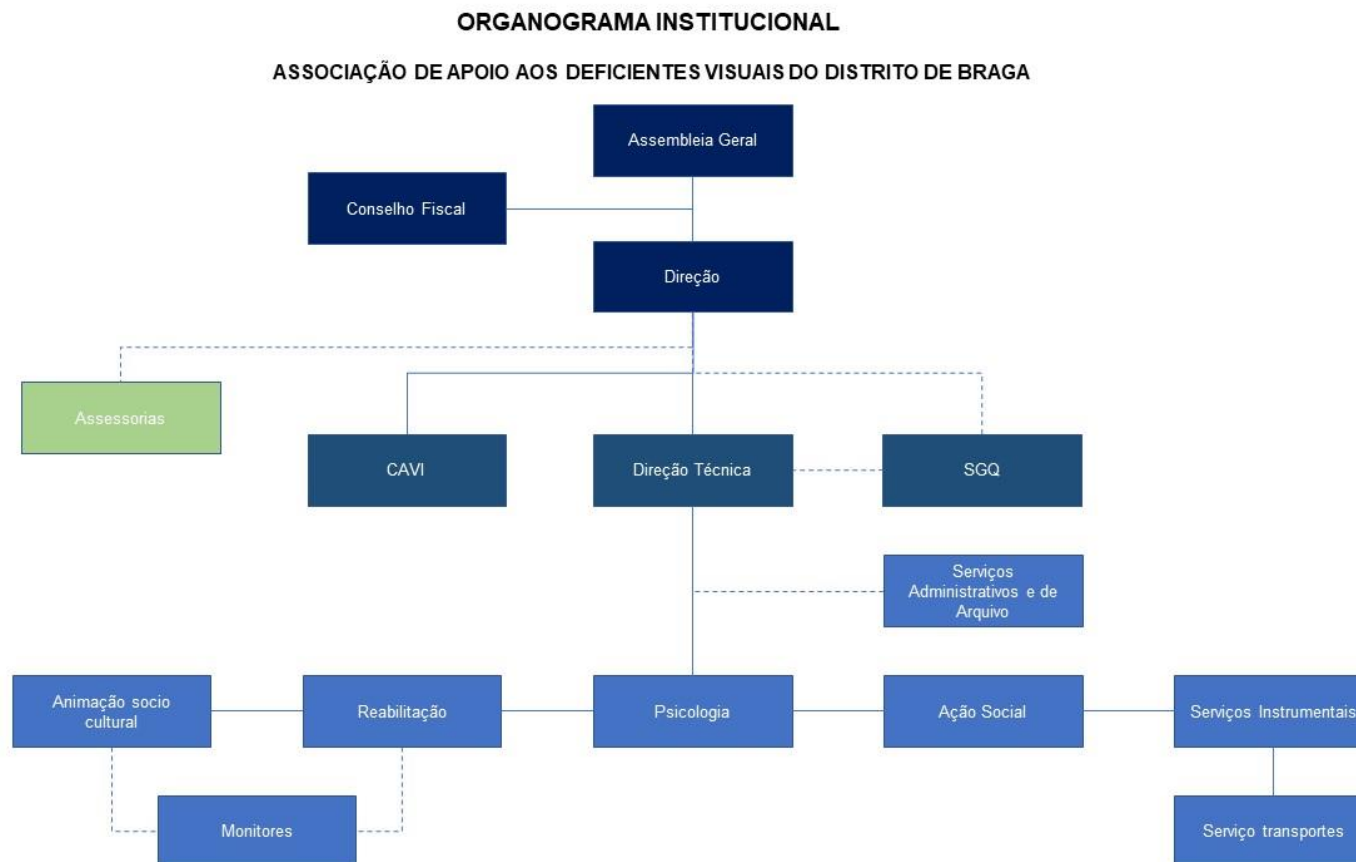 ORGANOGRAMA INSTITUCIONAL
ASSOCIAÇÃO DE APOIO AOS DEFICIENTES VISUAIS DO DISTRITO DE BRAGA
Assembleia Geral
Conselho Fiscal
Direção
Assessorias
CAVI
Direção Técnica
SGQ
Serviços
Administrativos e de
Arquivo
Animação socio
cultural
Reabilitação
Psicologia
Ação Social
Serviços Instrumentais
Monitores
Serviço transportes